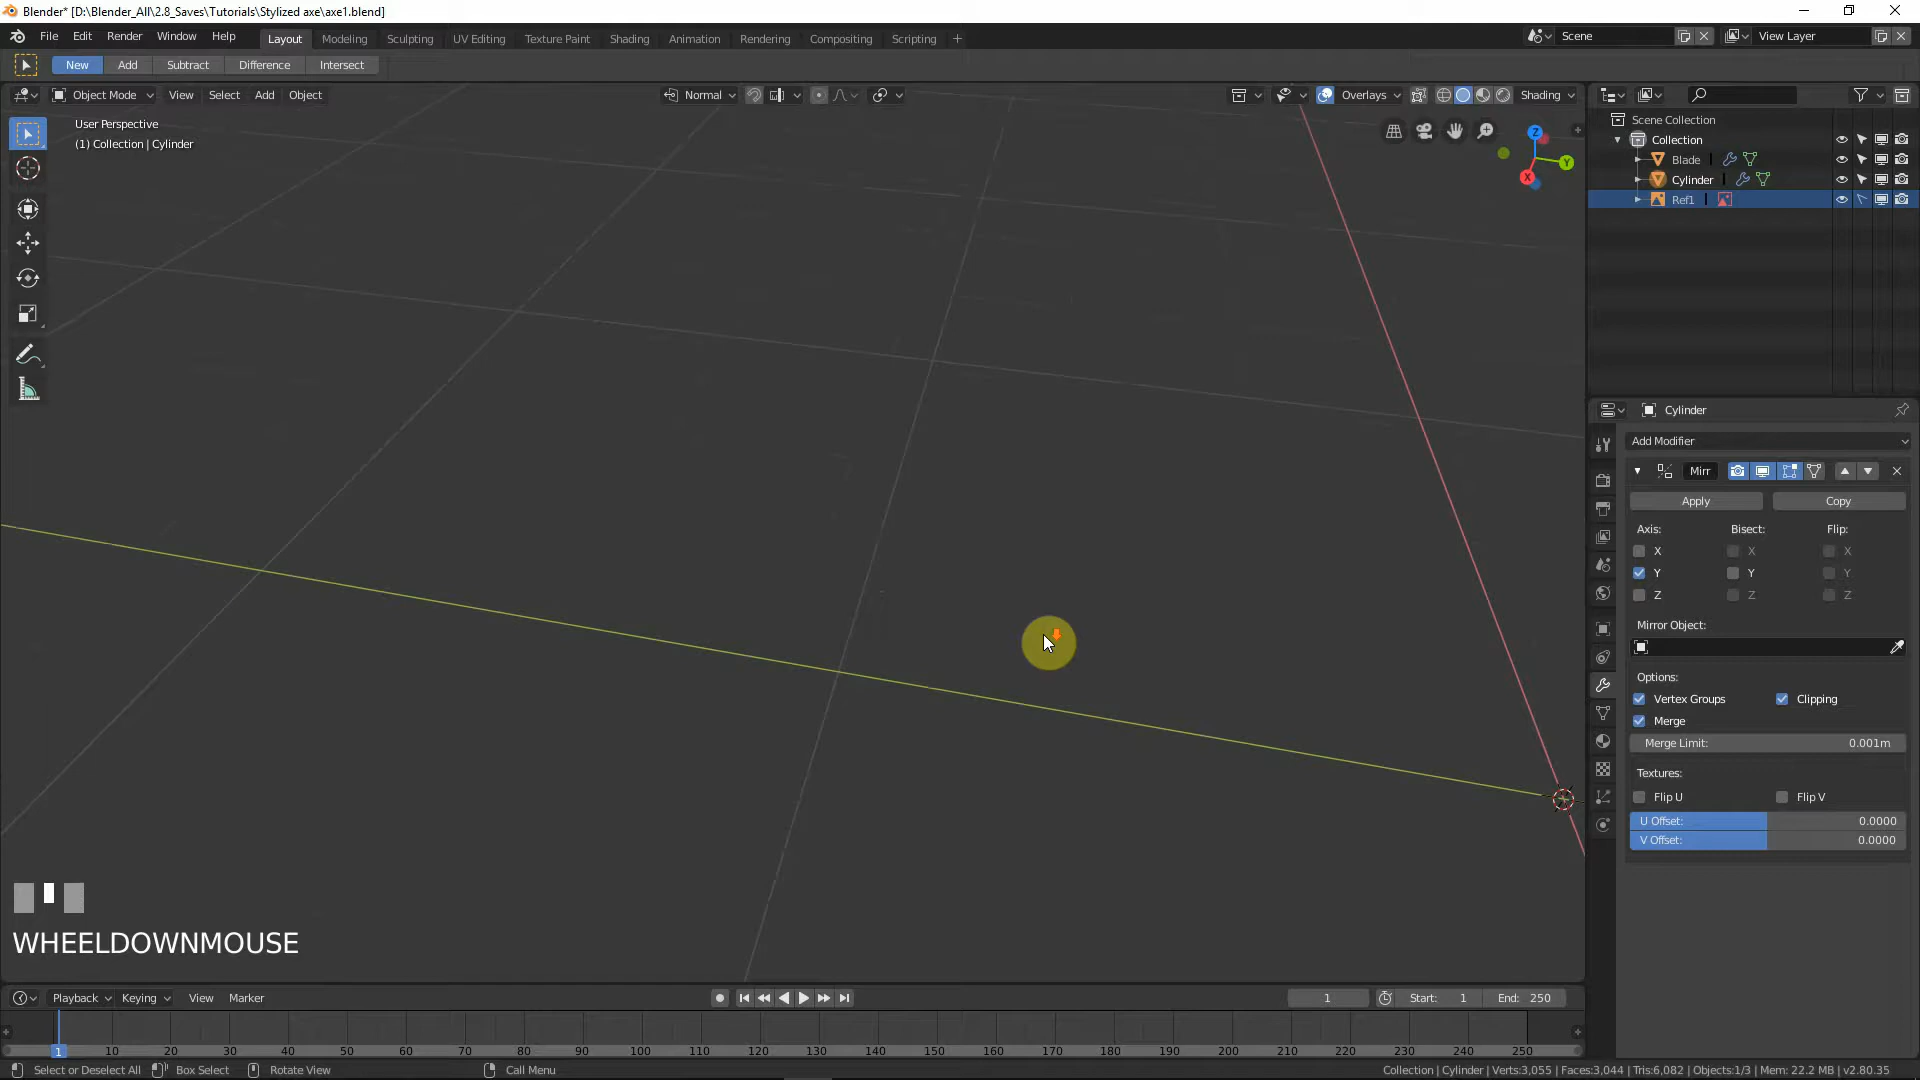 Blender* [D:\Blender_All\2.8_Saves\Tutorials\Stylized axe\axe1.blend]
File Edit Render Window Help Layout Modeling Sculpting UV Editing Texture Paint Shading Animation Rendering Compositing Scripting + Scene View Layer
New Add Subtract Difference Intersect
Object Mode View Select Add Object Normal Overlays Shading
User Perspective
(1) Collection | Cylinder
Z
Y
X
Scene Collection
Collection
Blade
Cylinder
Ref1
Cylinder
Add Modifier
Mirr
Apply Copy
Axis: Bisect: Flip:
X X X
Y Y Y
Z Z Z
Mirror Object:
Options:
Vertex Groups Clipping
Merge
Merge Limit: 0.001m
Textures:
Flip U Flip V
U Offset: 0.0000
V Offset: 0.0000
WHEELDOWNMOUSE
Playback Keying View Marker 1 Start: 1 End: 250
1 10 20 30 40 50 60 70 80 90 100 110 120 130 140 150 160 170 180 190 200 210 220 230 240 250
Select or Deselect All Box Select Rotate View Call Menu Collection | Cylinder | Verts:3,055 | Faces:3,044 | Tris:6,082 | Objects:1/3 | Mem: 22.2 MB | v2.80.35